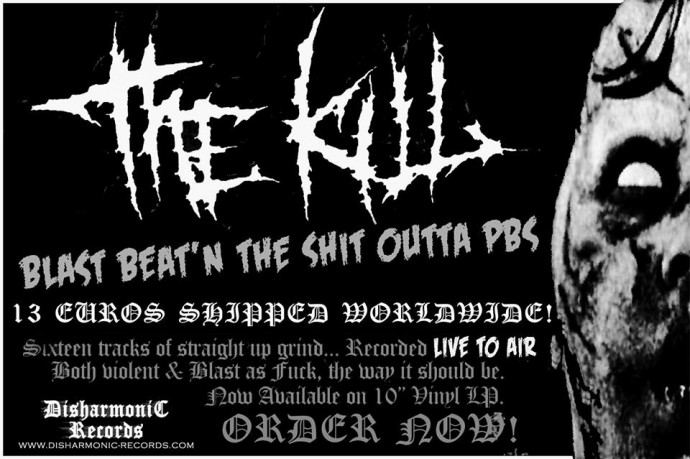 the Kill
BLAST BEAT'N THE SHIT OUTTA PBS
13 EUROS SHIPPED WORLDWIDE!
Sixteen tracks of straight up grind... Recorded LIVE TO AIR
Both violent & Blast as Fuck, the way it should be.
Now Available on 10" Vinyl LP.
DisharmoniC
Records
ORDER NOW!
WWW.DISHARMONIC-RECORDS.COM